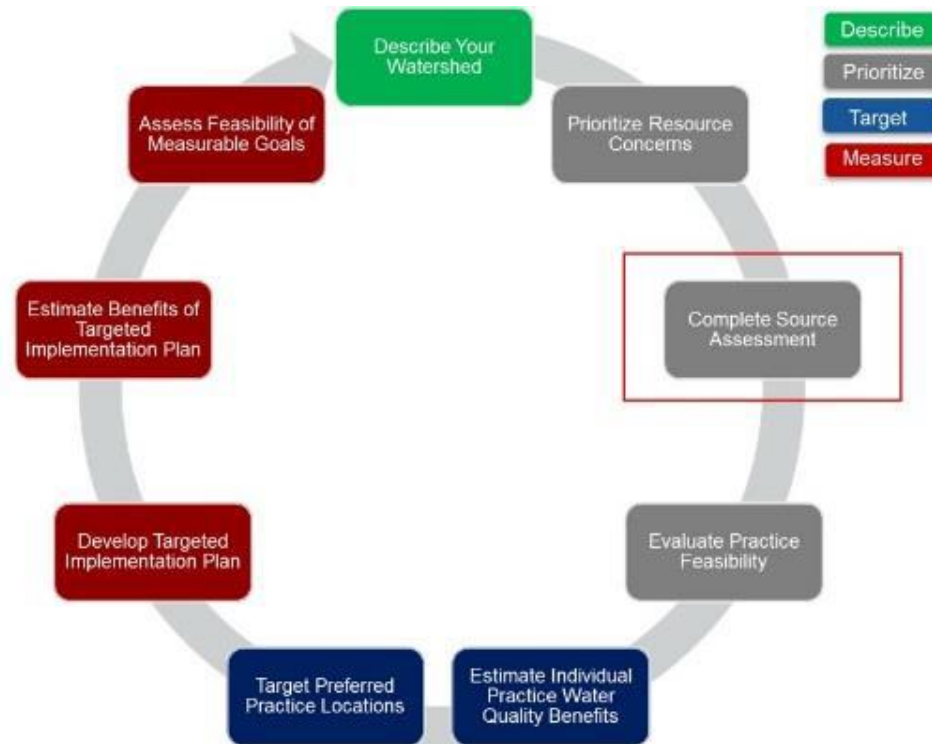 Describe Your
Watershed
Prioritize Resource
Concerns
Complete Source
Assessment
Evaluate Practice
Feasibility
Estimate Individual
Practice Water
Quality Benefits
Target Preferred
Practice Locations
Develop Targeted
Implementation Plan
Estimate Benefits of
Targeted
Implementation Plan
Assess Feasibility of
Measurable Goals
Describe
Prioritize
Target
Measure